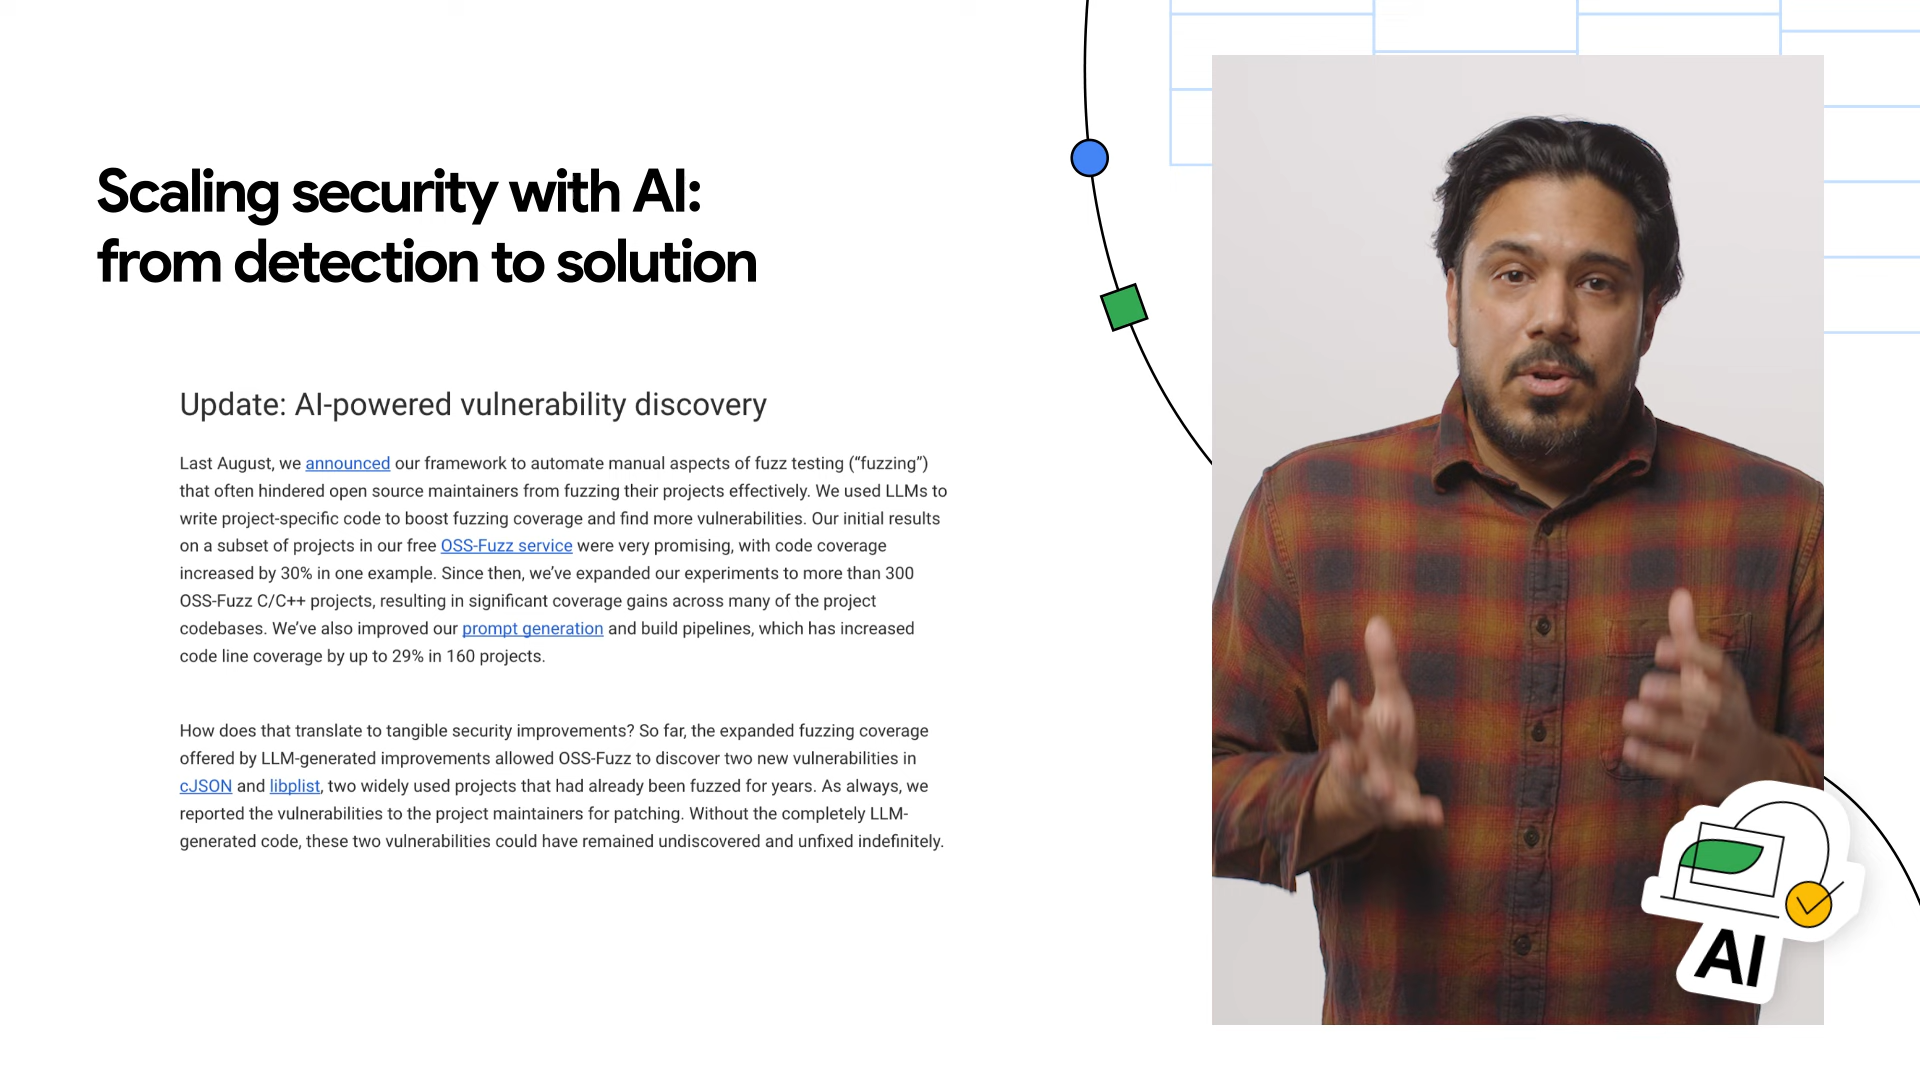 Scaling security with AI:
from detection to solution
Update: AI-powered vulnerability discovery
Last August, we announced our framework to automate manual aspects of fuzz testing (“fuzzing”)
that often hindered open source maintainers from fuzzing their projects effectively. We used LLMs to
write project-specific code to boost fuzzing coverage and find more vulnerabilities. Our initial results
on a subset of projects in our free OSS-Fuzz service were very promising, with code coverage
increased by 30% in one example. Since then, we’ve expanded our experiments to more than 300
OSS-Fuzz C/C++ projects, resulting in significant coverage gains across many of the project
codebases. We’ve also improved our prompt generation and build pipelines, which has increased
code line coverage by up to 29% in 160 projects.
How does that translate to tangible security improvements? So far, the expanded fuzzing coverage
offered by LLM-generated improvements allowed OSS-Fuzz to discover two new vulnerabilities in
cJSON and libplist, two widely used projects that had already been fuzzed for years. As always, we
reported the vulnerabilities to the project maintainers for patching. Without the completely LLM-
generated code, these two vulnerabilities could have remained undiscovered and unfixed indefinitely.
AI